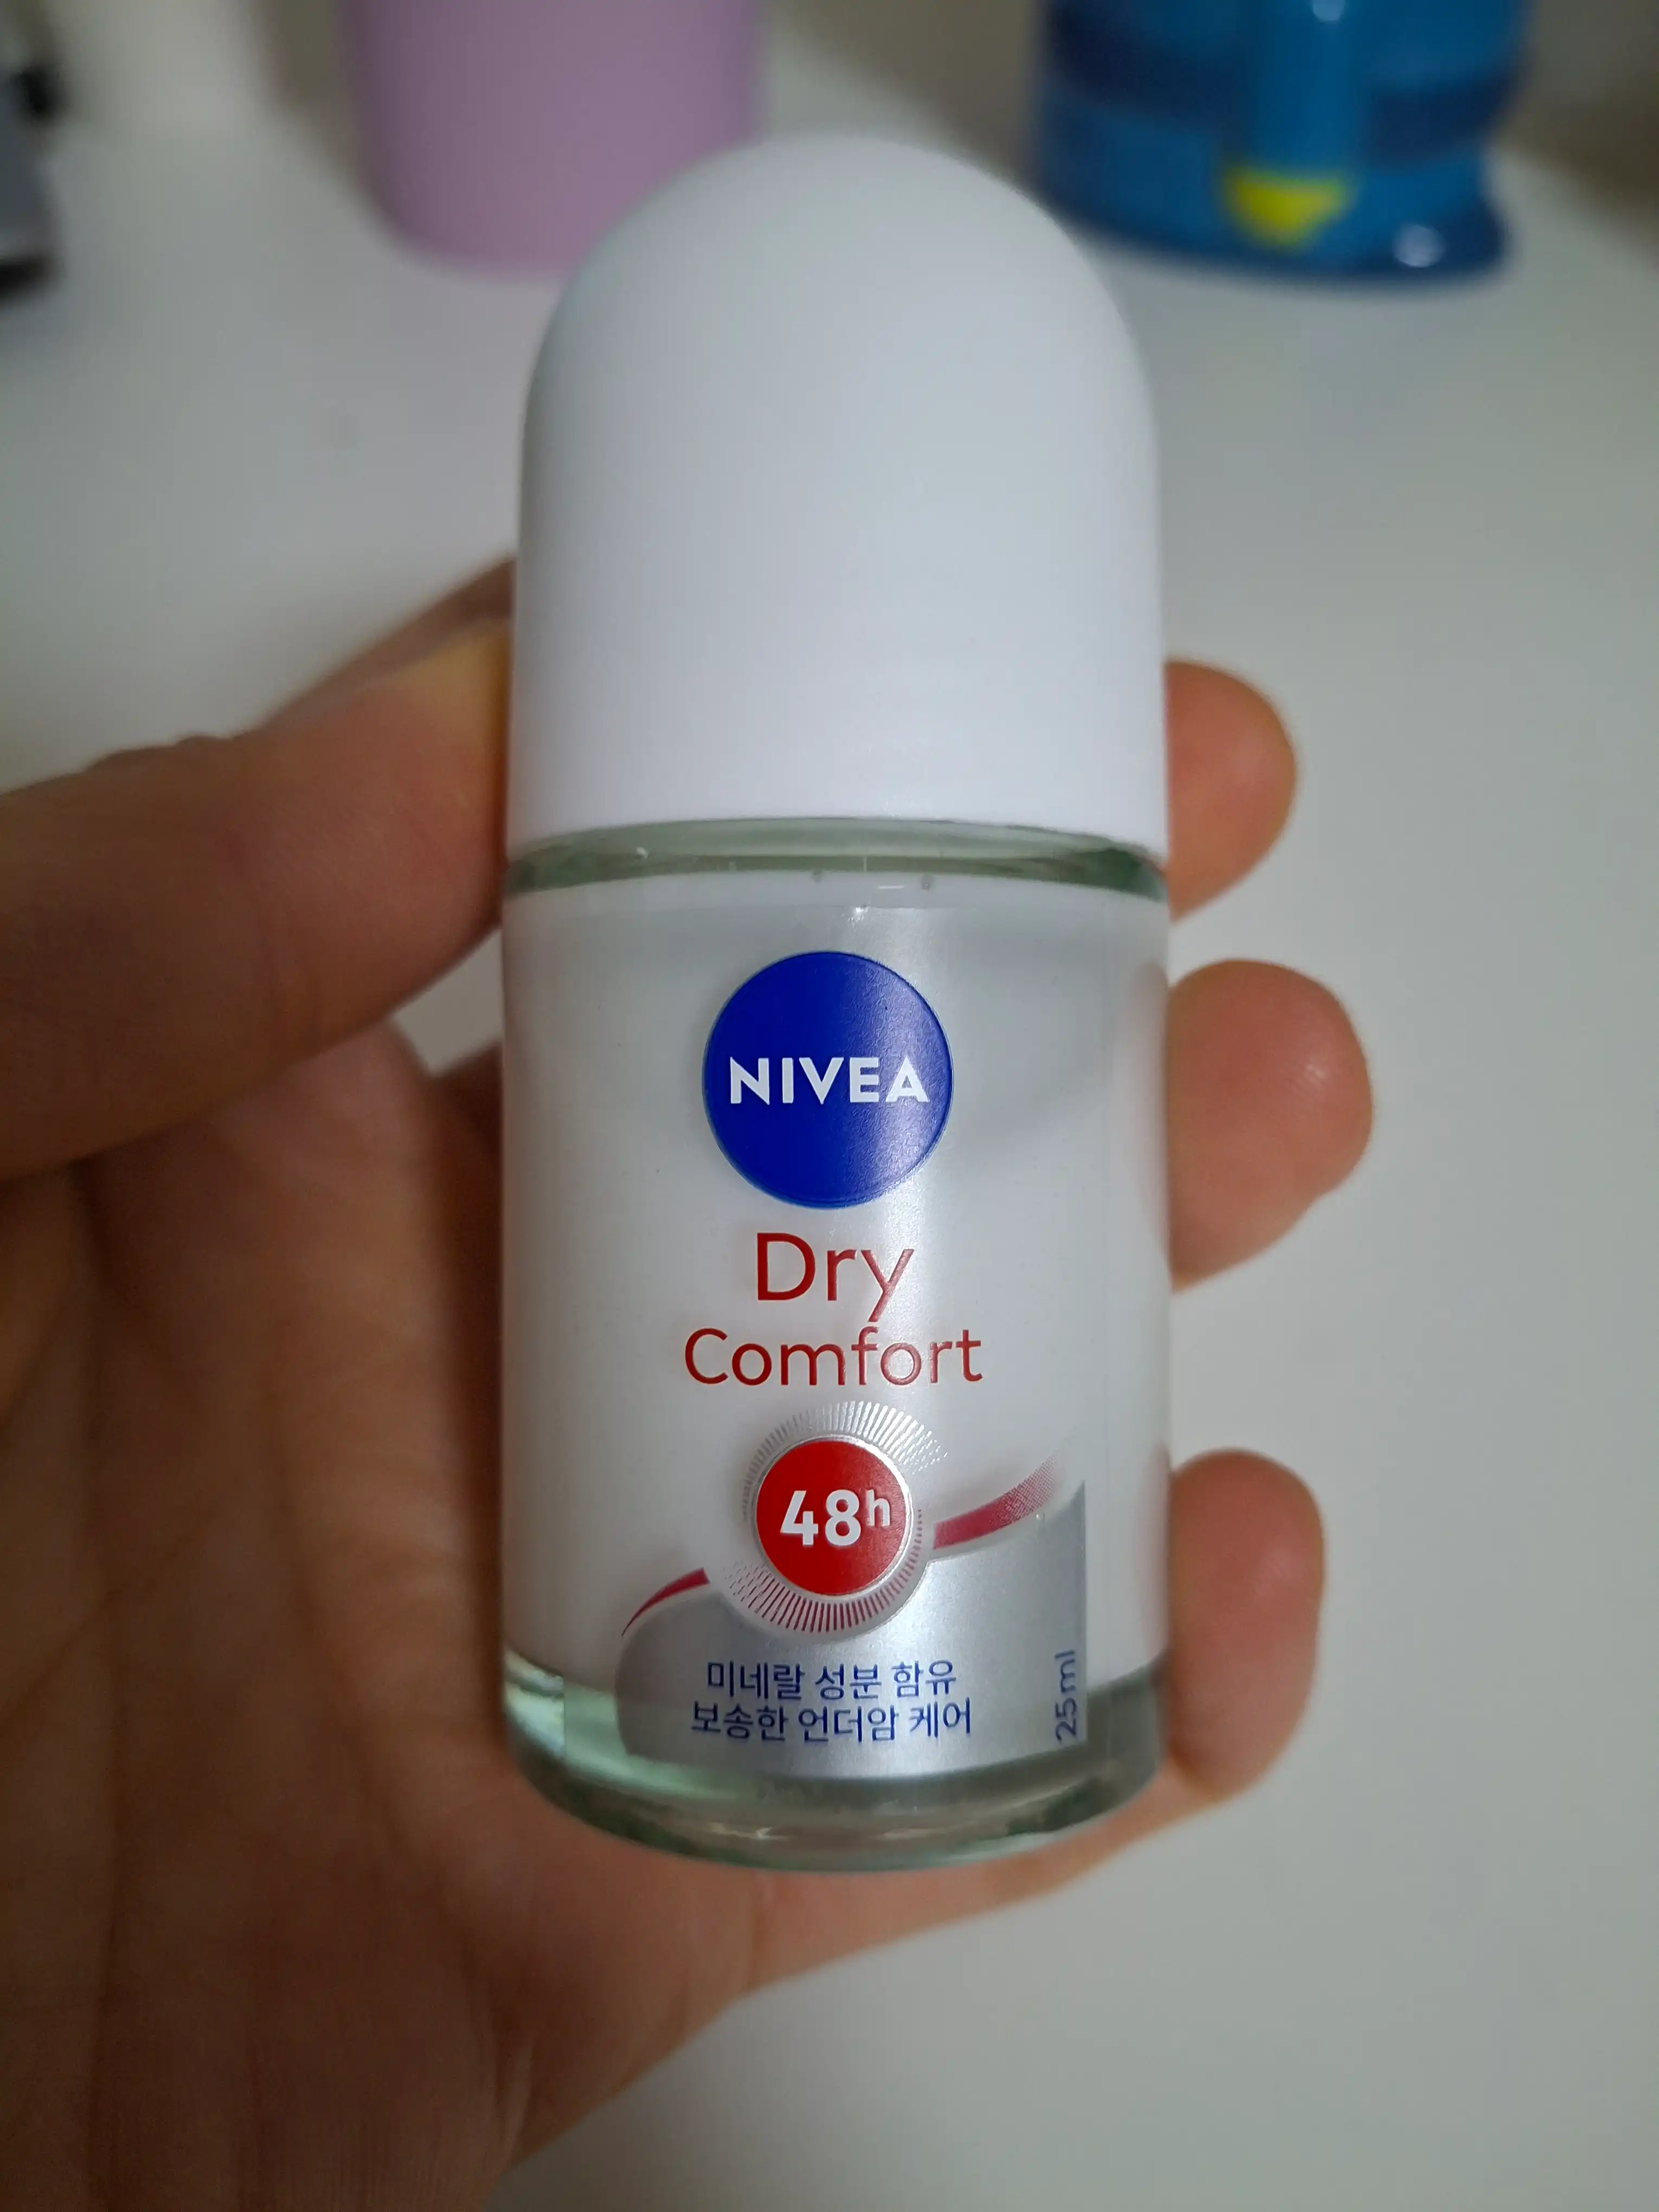 NIVEA
Dry
Comfort
48h
미네랄 성분 함유
보송한 언더암 케어
25ml